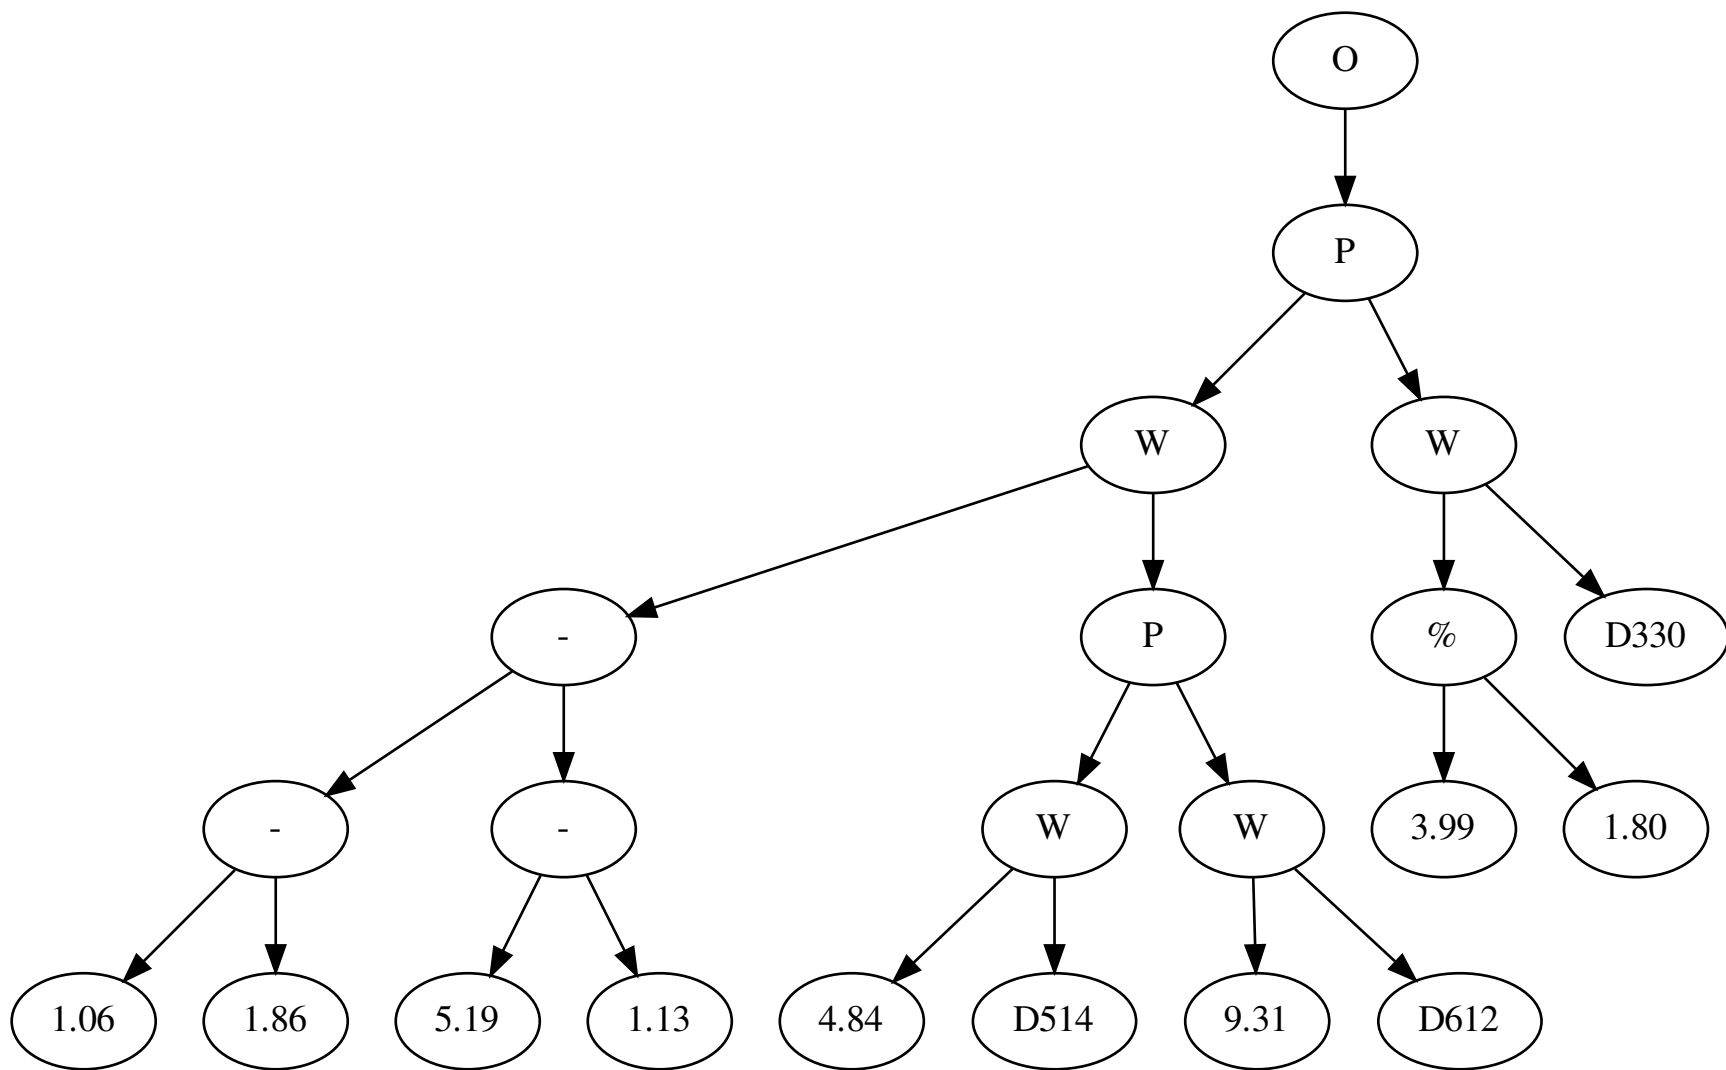 O
P
W W
- P % D330
- - W W 3.99 1.80
1.06 1.86 5.19 1.13 4.84 D514 9.31 D612